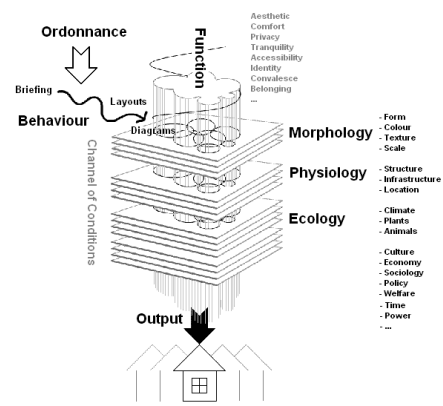 Ordonnance
Briefing
Layouts
Behaviour
Diagrams
Channel of Conditions
Function
Aesthetic
Comfort
Privacy
Tranquility
Accessibility
Identity
Convalesce
Belonging
...
Morphology
- Form
- Colour
- Texture
- Scale
Physiology
- Structure
- Infrastructure
- Location
Ecology
- Climate
- Plants
- Animals
- Culture
- Economy
- Sociology
- Policy
- Welfare
- Time
- Power
- ...
Output